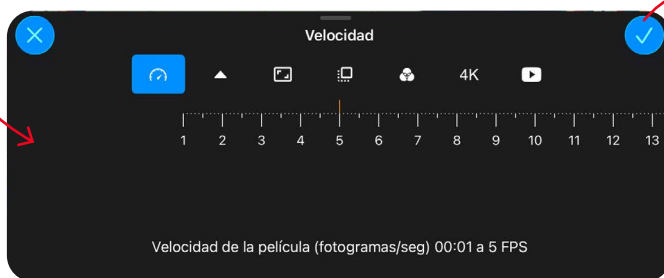 Velocidad
4K
1 2 3 4 5 6 7 8 9 10 11 12 13
Velocidad de la película (fotogramas/seg) 00:01 a 5 FPS